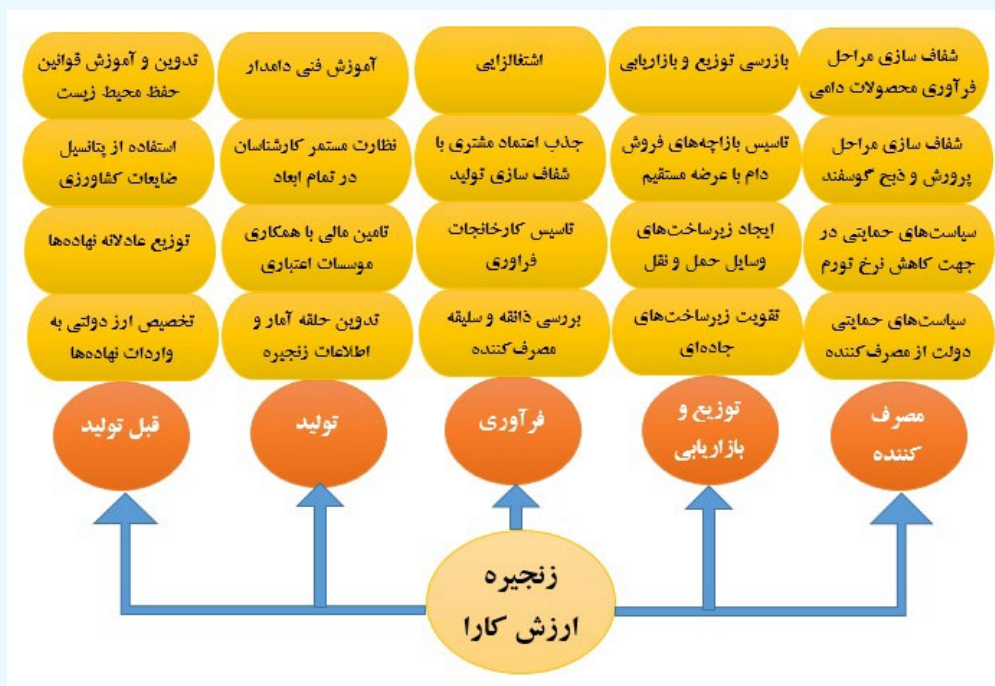 شفاف سازی مراحل
فرآوری محصولات دامی
شفاف سازی مراحل
پرورش و ذبح گوسفند
سیاست‌های حمایتی در
جهت کاهش نرخ تورم
سیاست‌های حمایتی
دولت از مصرف‌کننده
مصرف
کننده
بازرسی توزیع و بازاریابی
تاسیس بازاچه‌های فروش
دام با عرضه مستقیم
ایجاد زیرساخت‌های
وسایل حمل و نقل
تقویت زیرساخت‌های
جاده‌ای
توزیع و
بازاریابی
اشتغالزایی
جذب اعتماد مشتری با
شفاف سازی تولید
تاسیس کارخانجات
فراوری
بررسی ذائقه و سلیقه
مصرف‌کننده
فرآوری
آموزش فنی دامدار
نظارت مستمر کارشناسان
در تمام ابعاد
تامین مالی با همکاری
موسسات اعتباری
تدوین حلقه آمار و
اطلاعات زنجیره
تولید
تدوین و آموزش قوانین
حفظ محیط زیست
استفاده از پتانسیل
ضایعات کشاورزی
توزیع عادلانه نهاده‌ها
تخصیص ارز دولتی به
واردات نهاده‌ها
قبل تولید
زنجیره
ارزش کارا